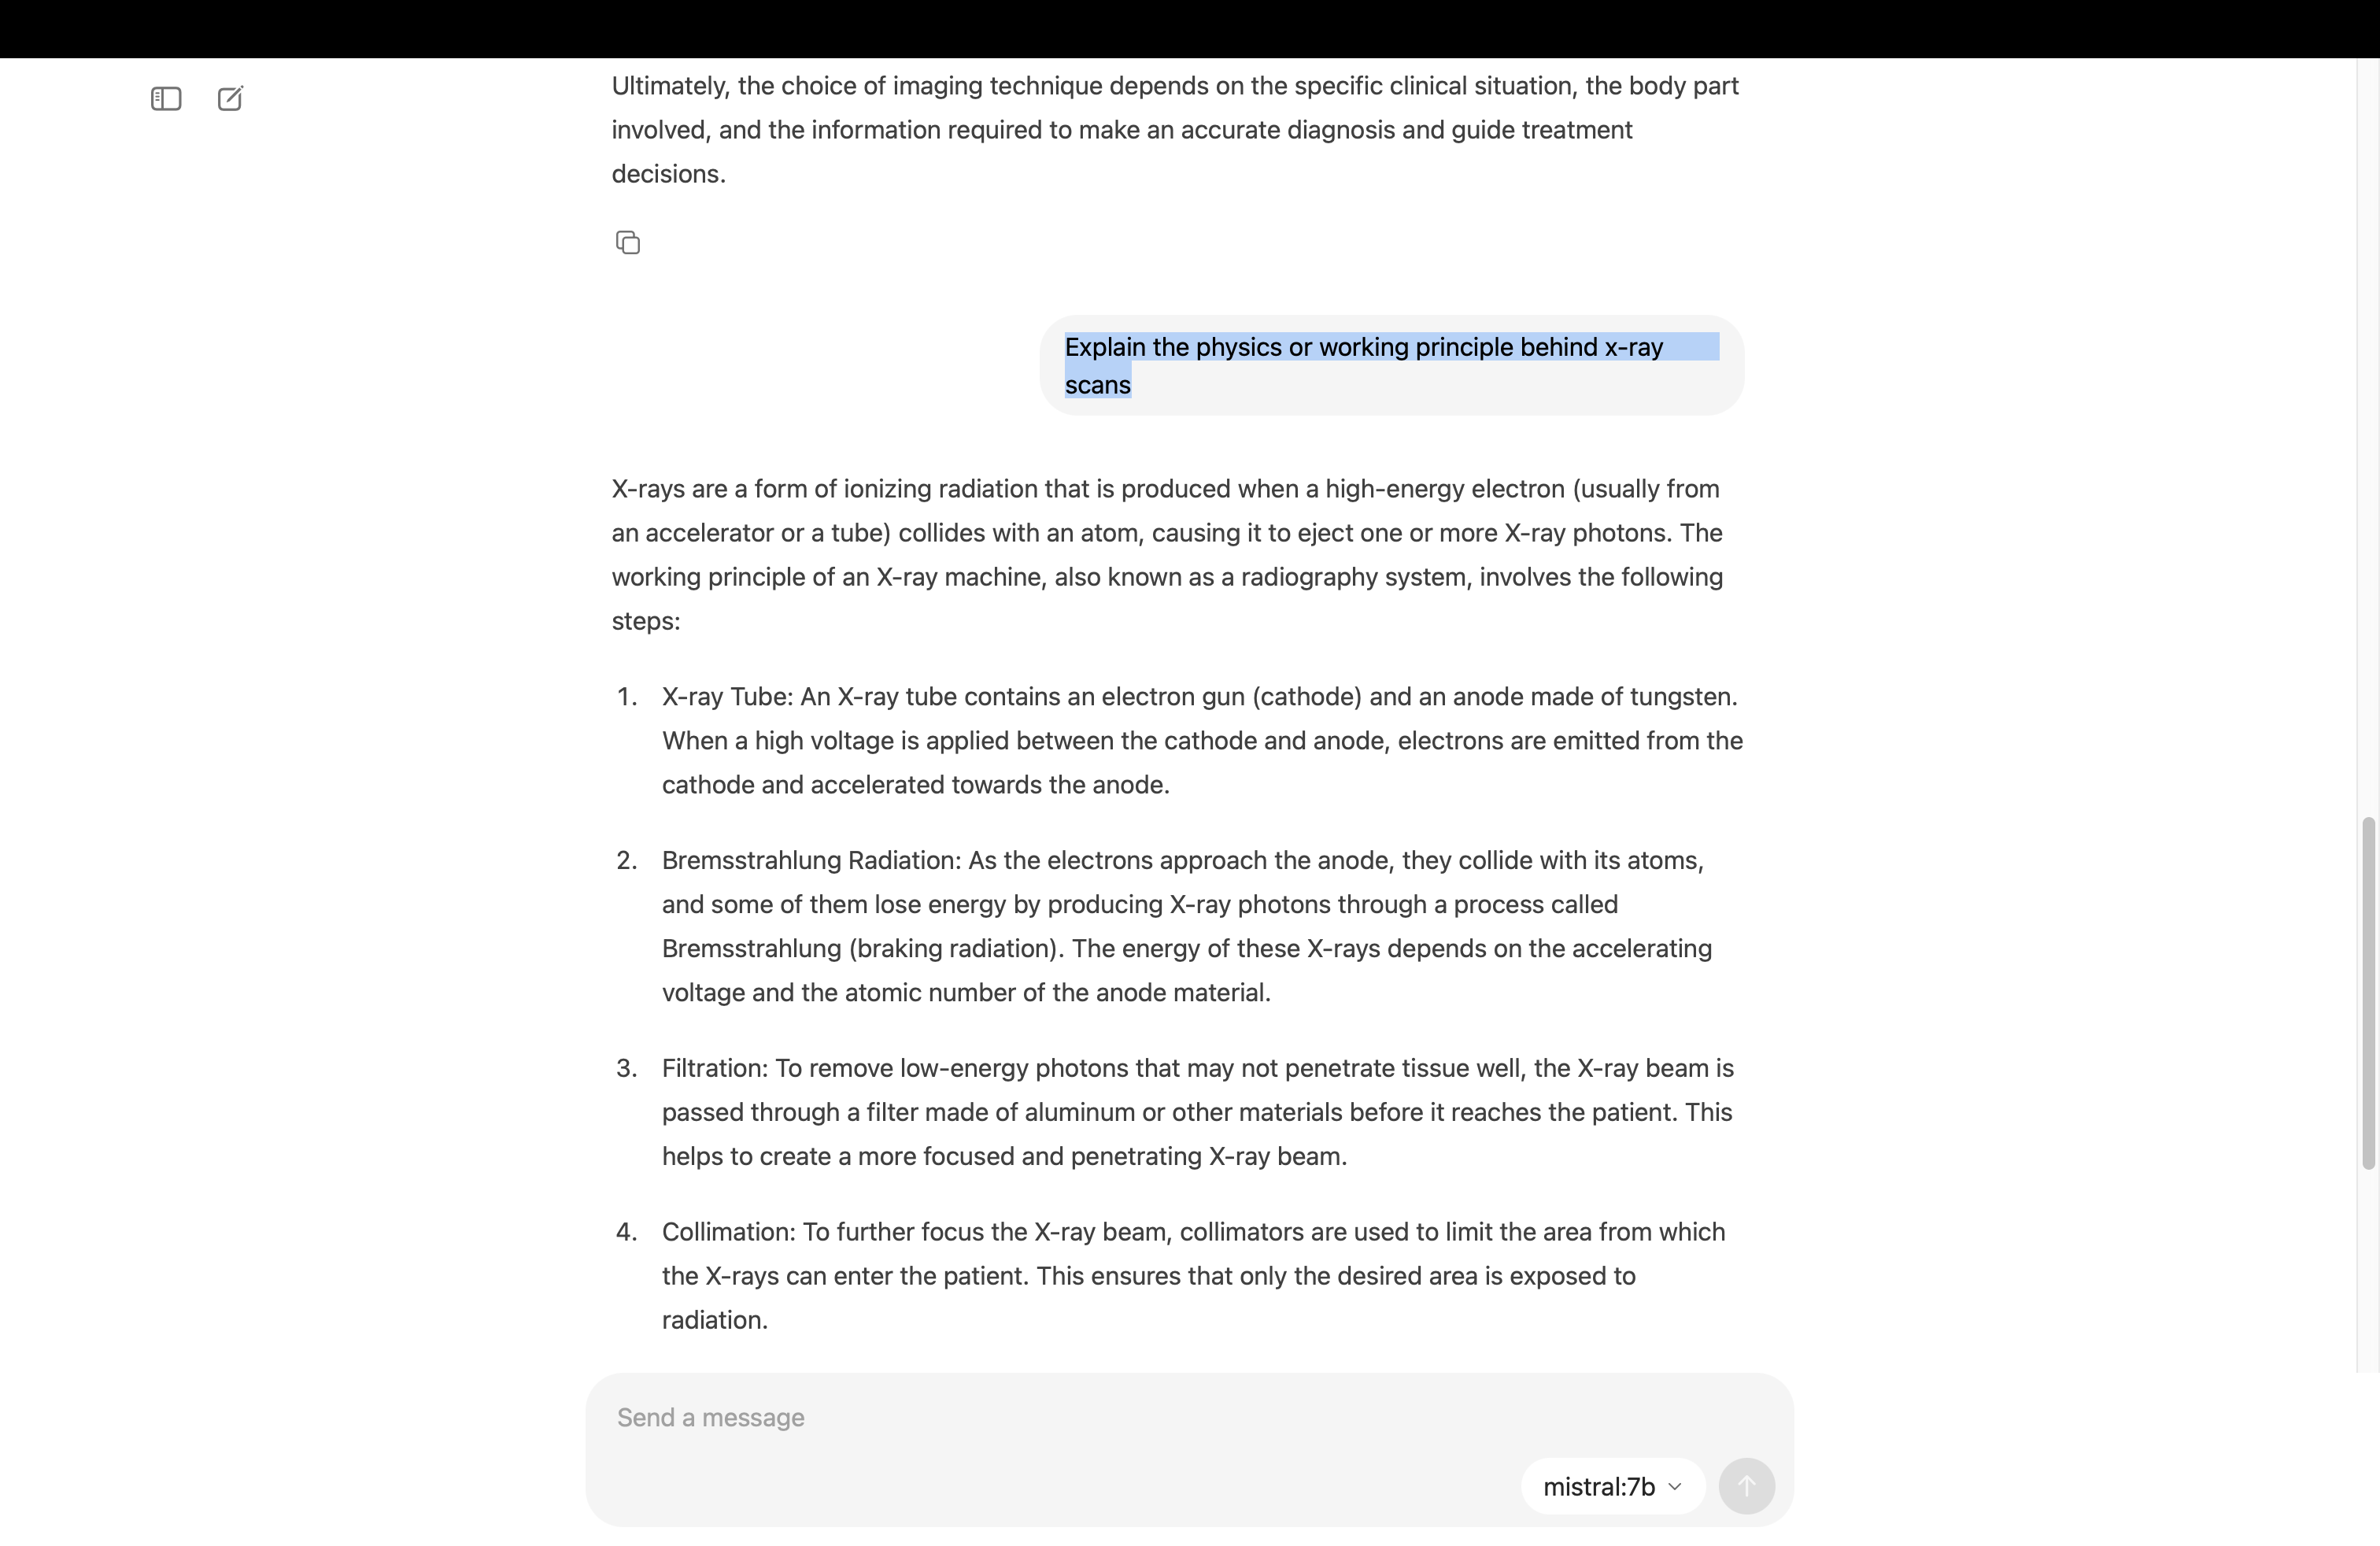 Ultimately, the choice of imaging technique depends on the specific clinical situation, the body part
involved, and the information required to make an accurate diagnosis and guide treatment
decisions.
Explain the physics or working principle behind x-ray
scans
X-rays are a form of ionizing radiation that is produced when a high-energy electron (usually from
an accelerator or a tube) collides with an atom, causing it to eject one or more X-ray photons. The
working principle of an X-ray machine, also known as a radiography system, involves the following
steps:
1. X-ray Tube: An X-ray tube contains an electron gun (cathode) and an anode made of tungsten.
When a high voltage is applied between the cathode and anode, electrons are emitted from the
cathode and accelerated towards the anode.
2. Bremsstrahlung Radiation: As the electrons approach the anode, they collide with its atoms,
and some of them lose energy by producing X-ray photons through a process called
Bremsstrahlung (braking radiation). The energy of these X-rays depends on the accelerating
voltage and the atomic number of the anode material.
3. Filtration: To remove low-energy photons that may not penetrate tissue well, the X-ray beam is
passed through a filter made of aluminum or other materials before it reaches the patient. This
helps to create a more focused and penetrating X-ray beam.
4. Collimation: To further focus the X-ray beam, collimators are used to limit the area from which
the X-rays can enter the patient. This ensures that only the desired area is exposed to
radiation.
Send a message
mistral:7b